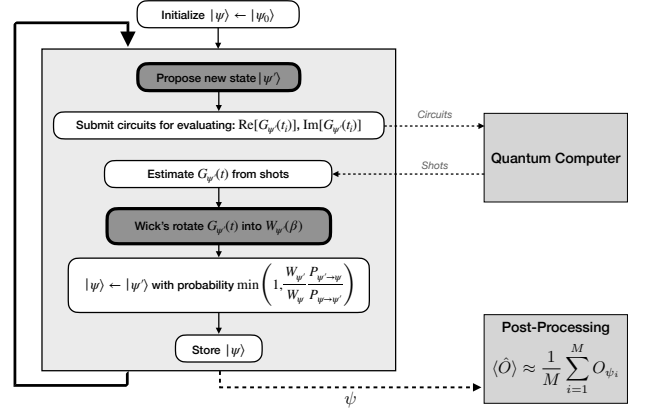 Initialize |ψ⟩ ← |ψ₀⟩
Propose new state |ψ′⟩
Submit circuits for evaluating: Re[G_ψ′(t_i)], Im[G_ψ′(t_i)]
Circuits
Quantum Computer
Shots
Estimate G_ψ′(t) from shots
Wick's rotate G_ψ′(t) into W_ψ′(β)
|ψ⟩ ← |ψ′⟩ with probability min(1, W_ψ′/W_ψ P_ψ′→ψ/P_ψ→ψ′)
Store |ψ⟩
ψ
Post-Processing
⟨Ô⟩ ≈ 1/M ∑_{i=1}^{M} O_{ψ_i}